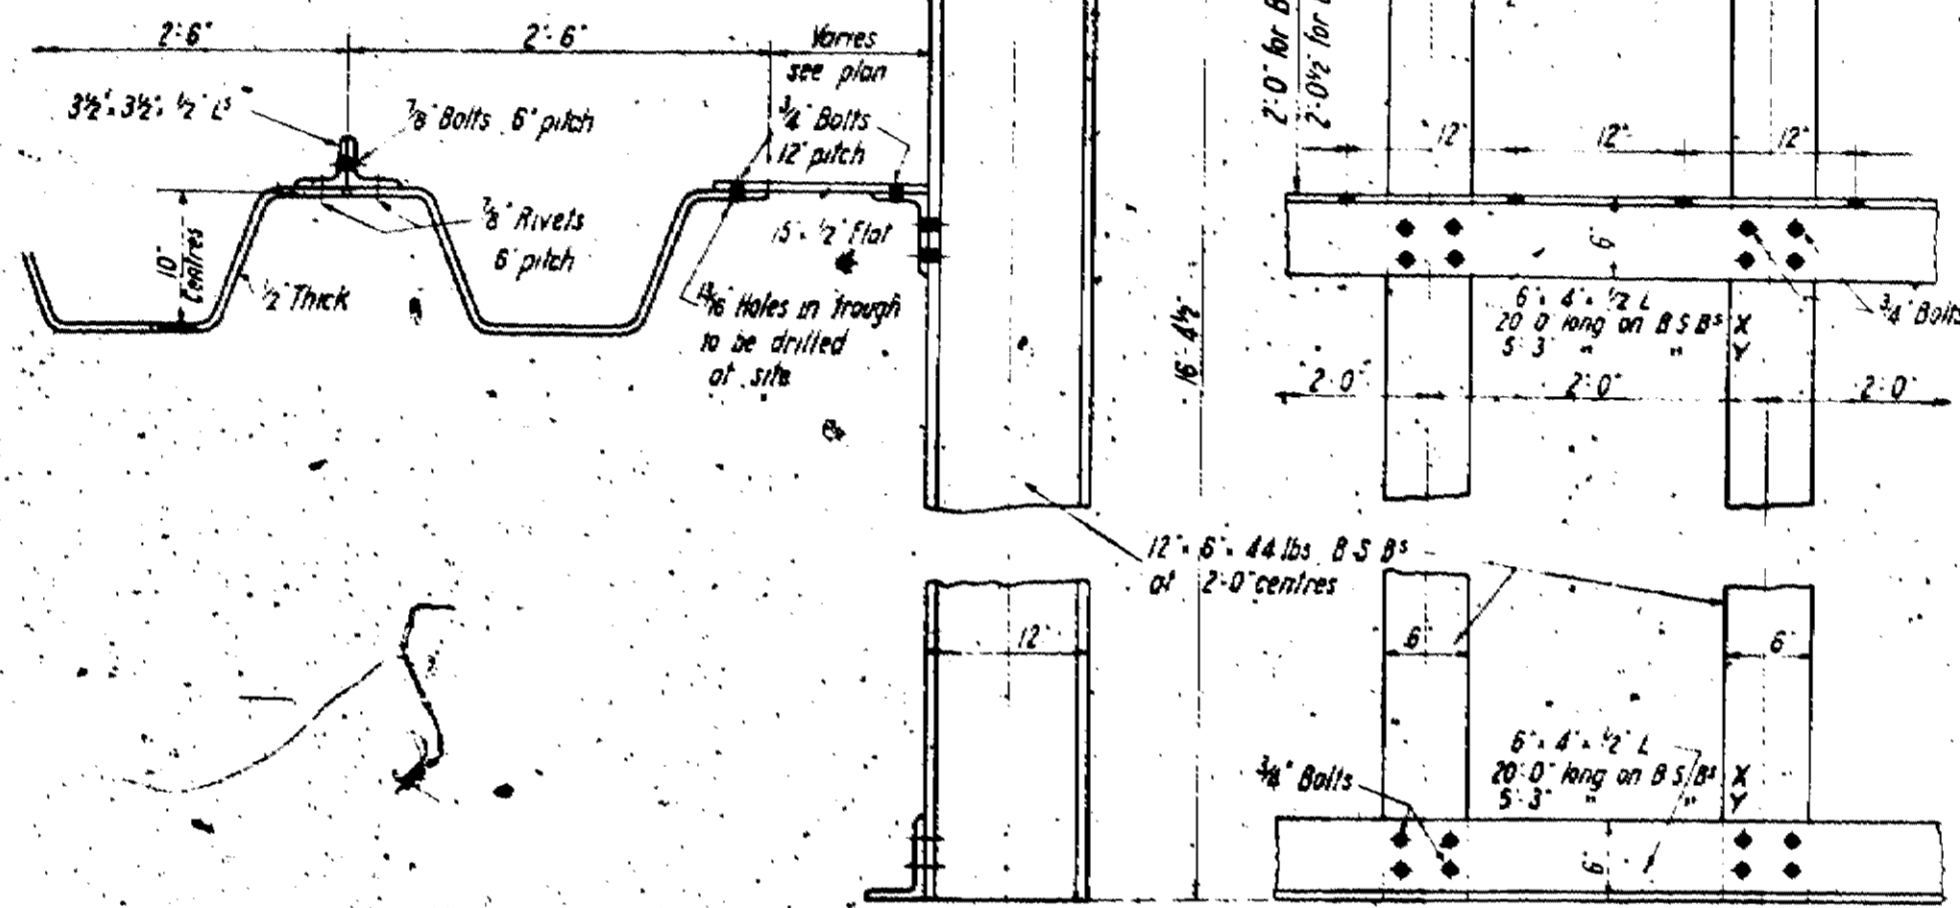 2'-6"
2'-6"
Varies
see plan
3½" × 3½" × ½" Lˢ
⅞" Bolts 6" pitch
¾" Bolts
12" pitch
10"
Centres
½" Thick
⅞" Rivets
6" pitch
15" × ½" Flat
13/16" Holes in trough
to be drilled
at site
2'-0" for B
2'-0½" for
12"
12"
12"
6"
6" × 4" × ½" L
20'-0" long on B S Bˢ X
5'-3" " " Y
¾" Bolts
16'-4½"
2'-0"
2'-0"
2'-0"
12" × 6" × 44 lbs. B S Bˢ
at 2'-0" centres
12"
6"
6"
¾" Bolts
6" × 4" × ½" L
20'-0" long on B S Bˢ X
5'-3" " " Y
6"